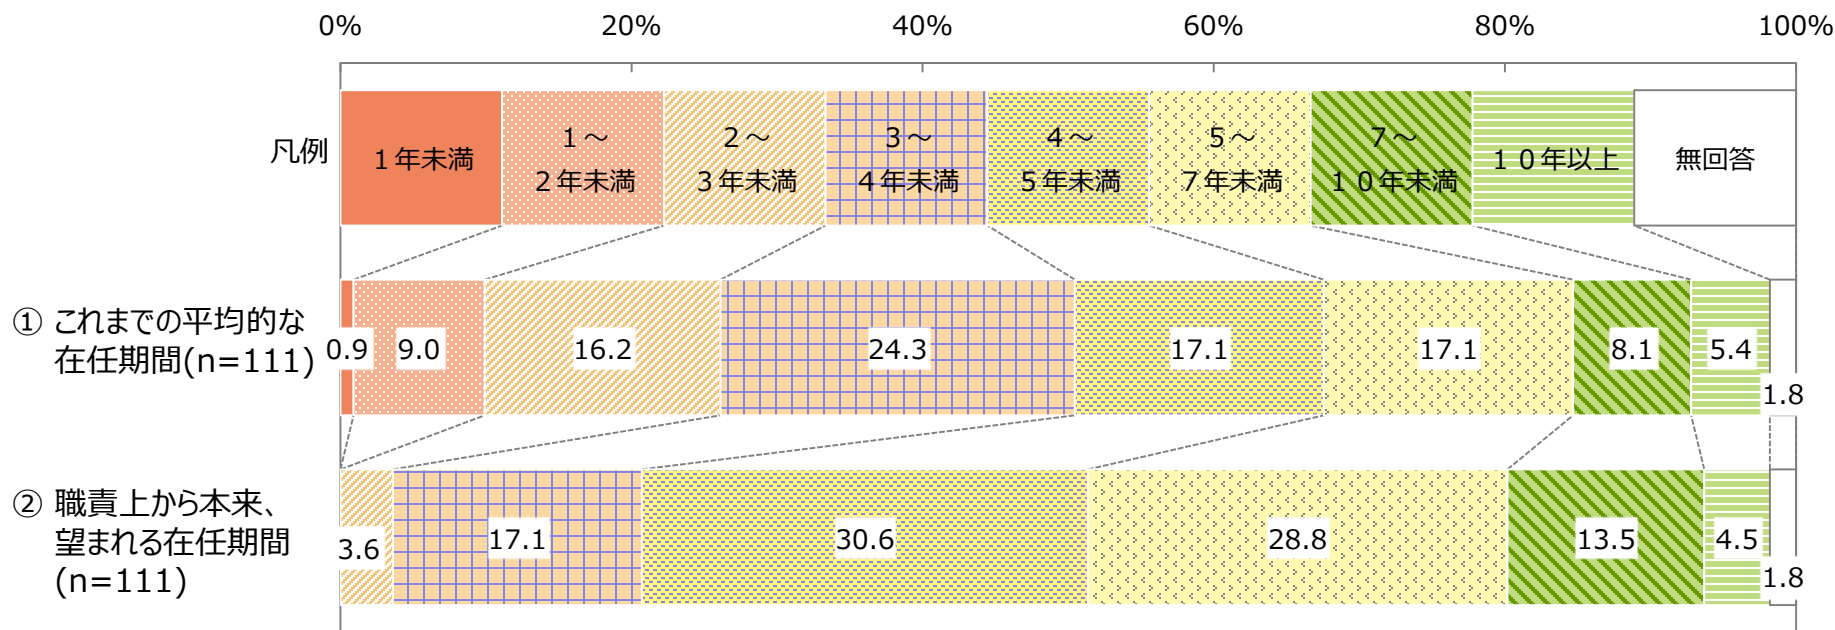 0%
20%
40%
60%
80%
100%
凡例
１年未満
１～
２年未満
２～
３年未満
３～
４年未満
４～
５年未満
５～
７年未満
７～
１０年未満
１０年以上
無回答
① これまでの平均的な
在任期間(n=111)
0.9
9.0
16.2
24.3
17.1
17.1
8.1
5.4
1.8
② 職責上から本来、
望まれる在任期間
(n=111)
3.6
17.1
30.6
28.8
13.5
4.5
1.8